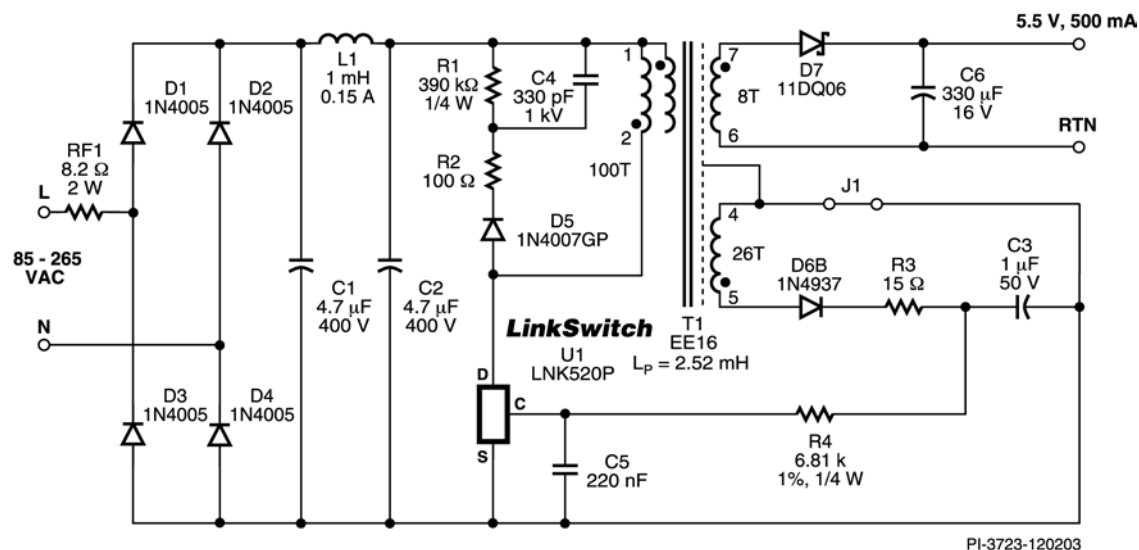 5.5 V, 500 mA
L1
1 mH
0.15 A
D1
1N4005
D2
1N4005
R1
390 kΩ
1/4 W
C4
330 pF
1 kV
1
2
100T
7
8T
6
D7
11DQ06
C6
330 µF
16 V
RTN
RF1
8.2 Ω
2 W
L
85 - 265
VAC
N
R2
100 Ω
D5
1N4007GP
J1
4
26T
5
D6B
1N4937
R3
15 Ω
C3
1 µF
50 V
C1
4.7 µF
400 V
C2
4.7 µF
400 V
LinkSwitch
U1
LNK520P
T1
EE16
LP = 2.52 mH
D3
1N4005
D4
1N4005
D
C
S
C5
220 nF
R4
6.81 k
1%, 1/4 W
PI-3723-120203